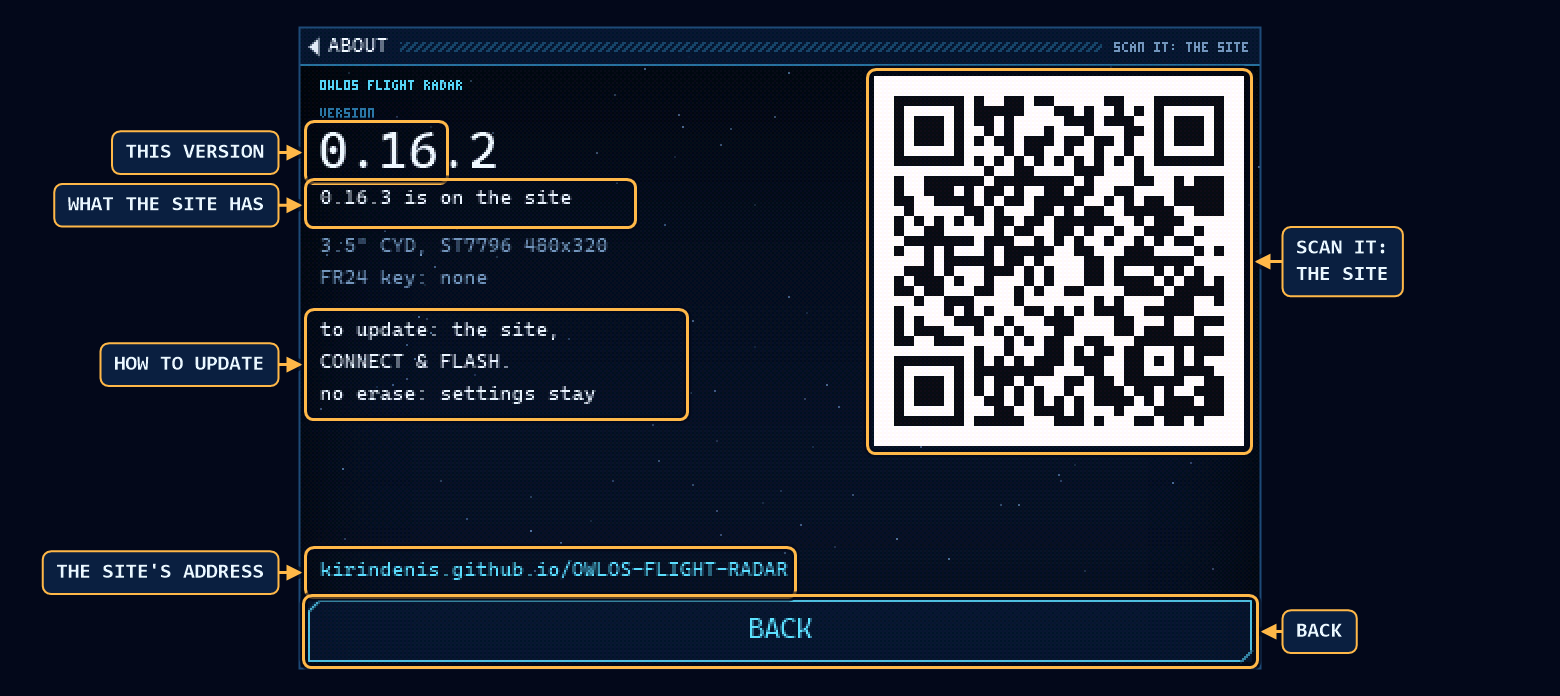 ABOUT
SCAN IT: THE SITE
OWLOS FLIGHT RADAR
VERSION
THIS VERSION
0.16.2
WHAT THE SITE HAS
0.16.3 is on the site
3.5" CYD, ST7796 480x320
FR24 key: none
SCAN IT:
THE SITE
HOW TO UPDATE
to update: the site,
CONNECT & FLASH.
no erase: settings stay
THE SITE'S ADDRESS
kirindenis.github.io/OWLOS-FLIGHT-RADAR
BACK
BACK